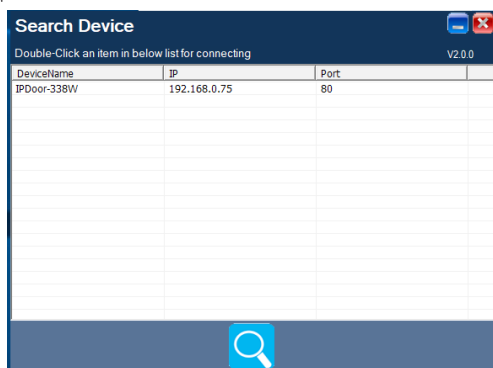 Search Device
Double-Click an item in below list for connecting V2.0.0
DeviceName IP Port
IPDoor-338W 192.168.0.75 80